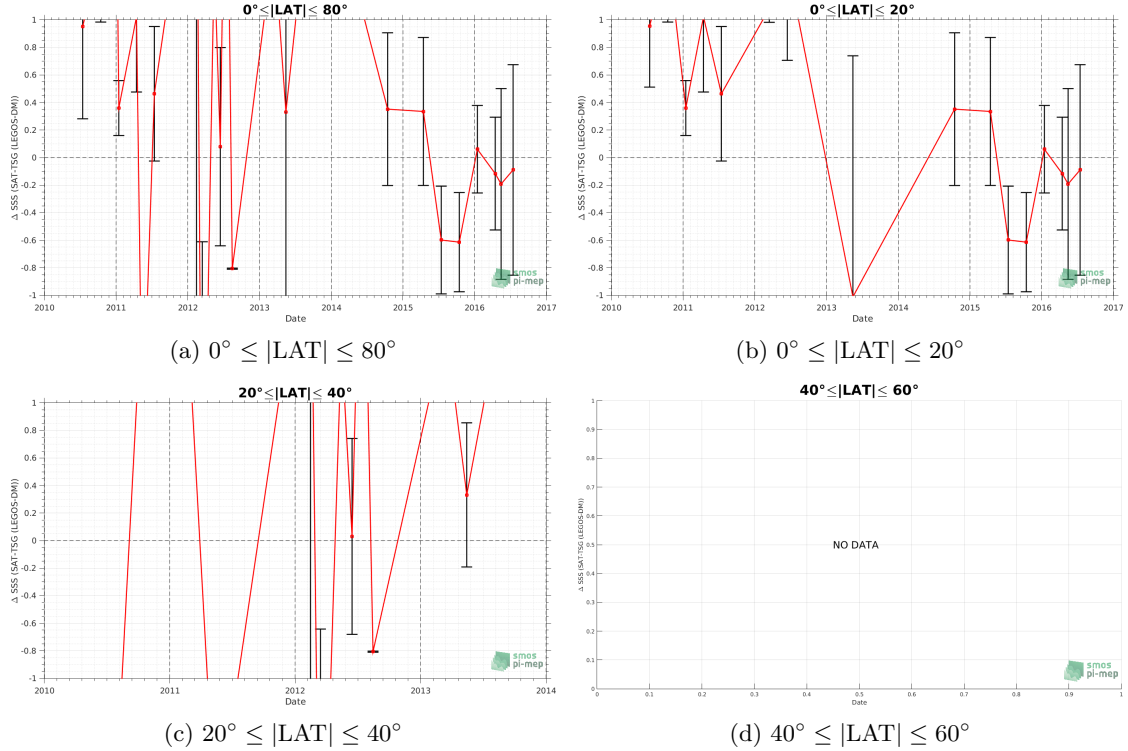 0°≤|LAT|≤ 80°
Δ SSS (SAT-TSG (LEGOS-DM))
1
0.8
0.6
0.4
0.2
0
-0.2
-0.4
-0.6
-0.8
-1
2010 2011 2012 2013 2014 2015 2016 2017
Date
smos
pi-mep
(a) 0° ≤ |LAT| ≤ 80°
0°≤|LAT|≤ 20°
Δ SSS (SAT-TSG (LEGOS-DM))
1
0.8
0.6
0.4
0.2
0
-0.2
-0.4
-0.6
-0.8
-1
2010 2011 2012 2013 2014 2015 2016 2017
Date
smos
pi-mep
(b) 0° ≤ |LAT| ≤ 20°
20°≤|LAT|≤ 40°
Δ SSS (SAT-TSG (LEGOS-DM))
1
0.8
0.6
0.4
0.2
0
-0.2
-0.4
-0.6
-0.8
-1
2010 2011 2012 2013 2014
Date
smos
pi-mep
(c) 20° ≤ |LAT| ≤ 40°
40°≤|LAT|≤ 60°
Δ SSS (SAT-TSG (LEGOS-DM))
1
0.9
0.8
0.7
0.6
0.5
0.4
0.3
0.2
0.1
0
NO DATA
0 0.1 0.2 0.3 0.4 0.5 0.6 0.7 0.8 0.9 1
Date
smos
pi-mep
(d) 40° ≤ |LAT| ≤ 60°